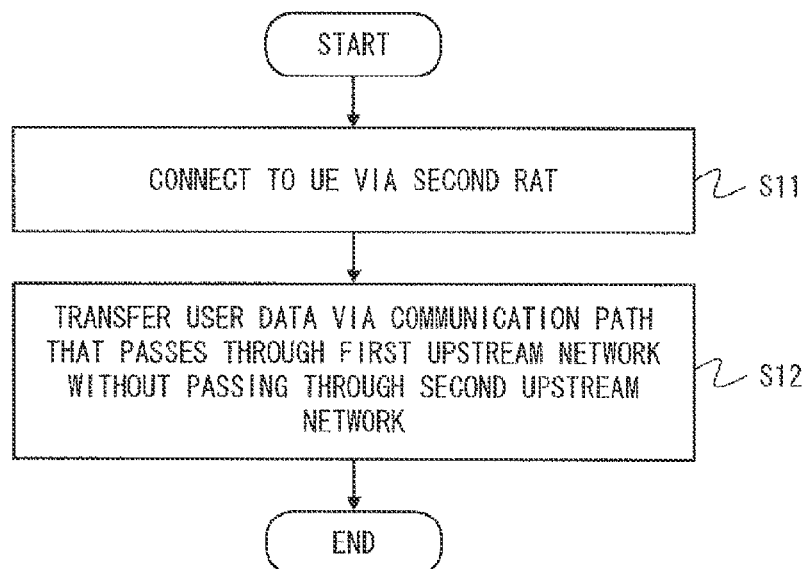 START
CONNECT TO UE VIA SECOND RAT
S11
TRANSFER USER DATA VIA COMMUNICATION PATH
THAT PASSES THROUGH FIRST UPSTREAM NETWORK
WITHOUT PASSING THROUGH SECOND UPSTREAM
NETWORK
S12
END